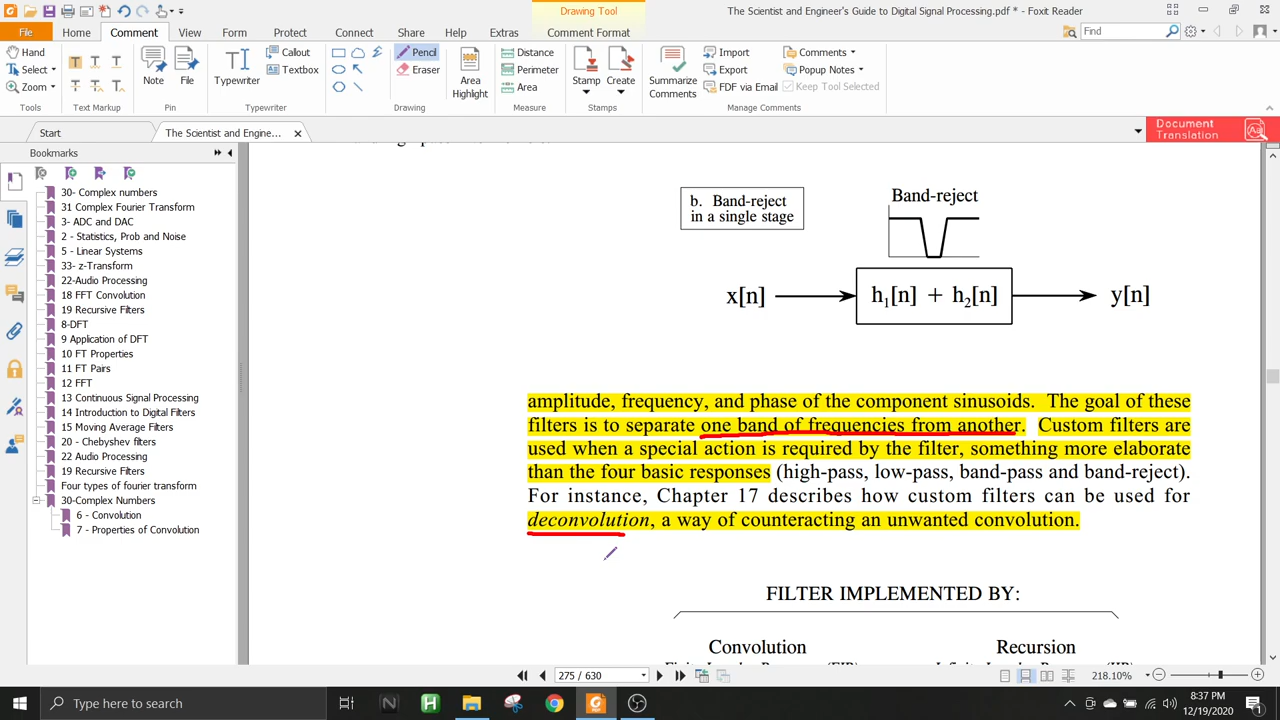 The Scientist and Engineer's Guide to Digital Signal Processing.pdf * - Foxit Reader
Drawing Tool
File Home Comment View Form Protect Connect Share Help Extras Comment Format
Find
Hand
Select
Zoom
Tools
Text Markup
Note
File
Pin
Typewriter
Callout
Textbox
Typewriter
Pencil
Eraser
Drawing
Area
Highlight
Distance
Perimeter
Area
Measure
Stamp
Create
Stamps
Summarize
Comments
Import
Export
FDF via Email
Comments
Popup Notes
Keep Tool Selected
Manage Comments
Start
The Scientist and Engine...
Document
Translation
Bookmarks
30- Complex numbers
31 Complex Fourier Transform
3- ADC and DAC
2 - Statistics, Prob and Noise
5 - Linear Systems
33- z-Transform
22-Audio Processing
18 FFT Convolution
19 Recursive Filters
8-DFT
9 Application of DFT
10 FT Properties
11 FT Pairs
12 FFT
13 Continuous Signal Processing
14 Introduction to Digital Filters
15 Moving Average Filters
20 - Chebyshev filters
22 Audio Processing
19 Recursive Filters
Four types of fourier transform
30-Complex Numbers
6 - Convolution
7 - Properties of Convolution
b. Band-reject
in a single stage
Band-reject
x[n]
h₁[n] + h₂[n]
y[n]
amplitude, frequency, and phase of the component sinusoids. The goal of these
filters is to separate one band of frequencies from another. Custom filters are
used when a special action is required by the filter, something more elaborate
than the four basic responses (high-pass, low-pass, band-pass and band-reject).
For instance, Chapter 17 describes how custom filters can be used for
deconvolution, a way of counteracting an unwanted convolution.
FILTER IMPLEMENTED BY:
Convolution
Recursion
275 / 630
218.10%
Type here to search
8:37 PM
12/19/2020